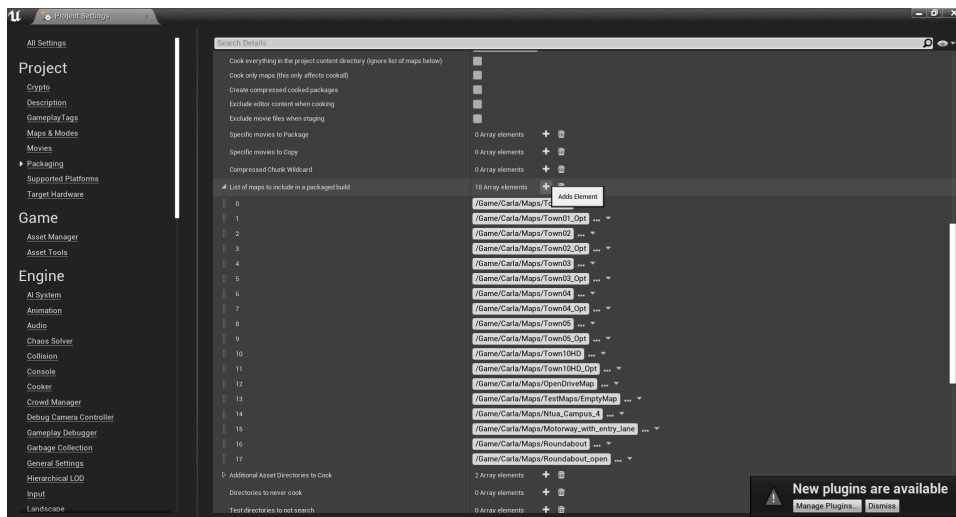 Project Settings
All Settings
Project
Crypto
Description
GameplayTags
Maps & Modes
Movies
Packaging
Supported Platforms
Target Hardware
Game
Asset Manager
Asset Tools
Engine
AI System
Animation
Audio
Chaos Solver
Collision
Console
Cooker
Crowd Manager
Debug Camera Controller
Gameplay Debugger
Garbage Collection
General Settings
Hierarchical LOD
Input
Landscape
Search Details
Cook everything in the project content directory (ignore list of maps below)
Cook only maps (this only affects cookall)
Create compressed cooked packages
Exclude editor content when cooking
Exclude movie files when staging
Specific movies to Package 0 Array elements
Specific movies to Copy 0 Array elements
Compressed Chunk Wildcard 0 Array elements
List of maps to include in a packaged build 18 Array elements
Adds Element
0 /Game/Carla/Maps/To
1 /Game/Carla/Maps/Town01_Opt ...
2 /Game/Carla/Maps/Town02 ...
3 /Game/Carla/Maps/Town02_Opt ...
4 /Game/Carla/Maps/Town03 ...
5 /Game/Carla/Maps/Town03_Opt ...
6 /Game/Carla/Maps/Town04 ...
7 /Game/Carla/Maps/Town04_Opt ...
8 /Game/Carla/Maps/Town05 ...
9 /Game/Carla/Maps/Town05_Opt ...
10 /Game/Carla/Maps/Town10HD ...
11 /Game/Carla/Maps/Town10HD_Opt ...
12 /Game/Carla/Maps/OpenDriveMap ...
13 /Game/Carla/Maps/TestMaps/EmptyMap ...
14 /Game/Carla/Maps/Ntua_Campus_4 ...
15 /Game/Carla/Maps/Motorway_with_entry_lane ...
16 /Game/Carla/Maps/Roundabout ...
17 /Game/Carla/Maps/Roundabout_open ...
Additional Asset Directories to Cook 2 Array elements
Directories to never cook 0 Array elements
Test directories to not search 0 Array elements
New plugins are available
Manage Plugins... Dismiss